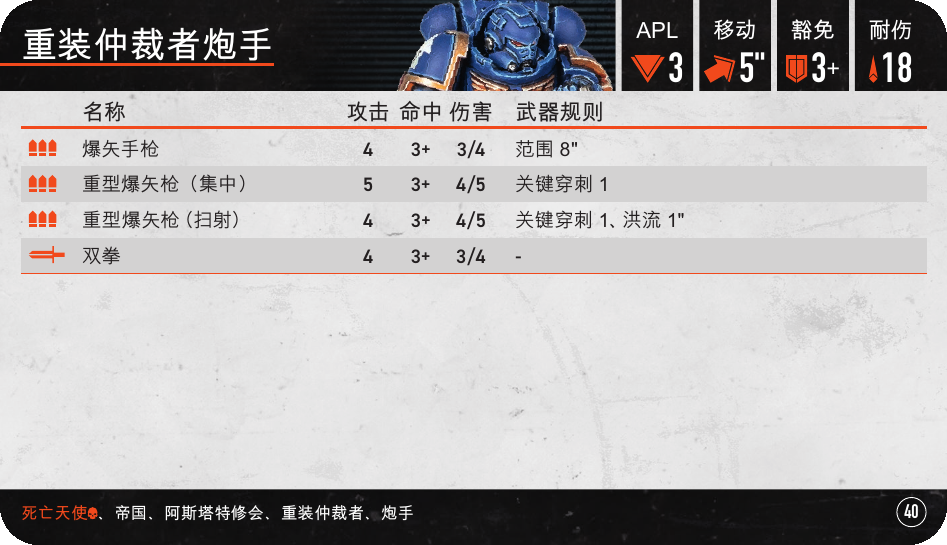 重装仲裁者炮手
APL 移动 豁免 耐伤
3 5" 3+ 18
名称 攻击 命中 伤害 武器规则
爆矢手枪 4 3+ 3/4 范围 8"
重型爆矢枪（集中） 5 3+ 4/5 关键穿刺 1
重型爆矢枪（扫射） 4 3+ 4/5 关键穿刺 1、洪流 1"
双拳 4 3+ 3/4 -
死亡天使、帝国、阿斯塔特修会、重装仲裁者、炮手
40